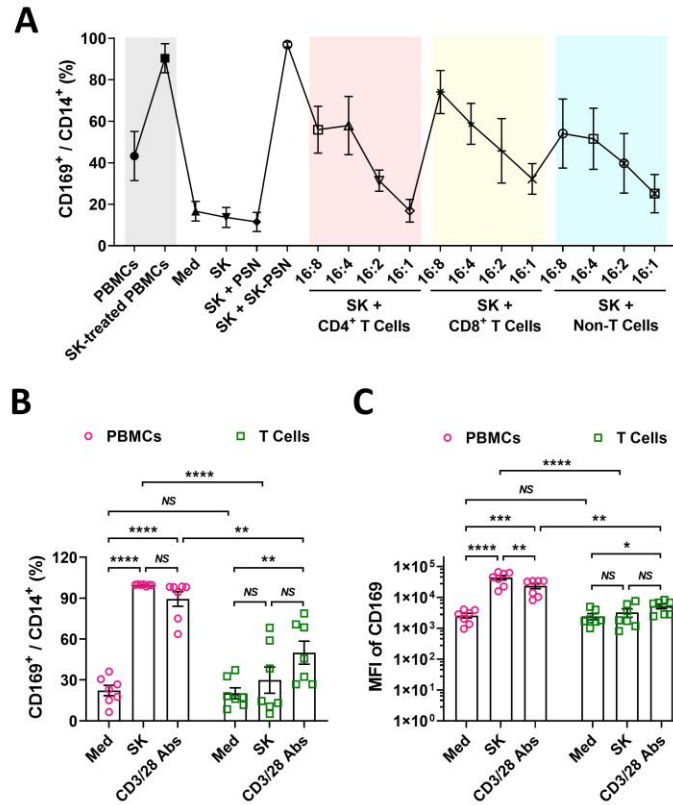 A
CD169⁺ / CD14⁺ (%)
100
80
60
40
20
0
PBMCs
SK-treated PBMCs
Med
SK
SK + PSN
SK + SK-PSN
16:8
16:4
16:2
16:1
16:8
16:4
16:2
16:1
16:8
16:4
16:2
16:1
SK +
CD4⁺ T Cells
SK +
CD8⁺ T Cells
SK +
Non-T Cells
B
PBMCs
T Cells
****
NS
****
**
****
NS
**
NS
NS
CD169⁺ / CD14⁺ (%)
120
90
60
30
0
Med
SK
CD3/28 Abs
Med
SK
CD3/28 Abs
C
PBMCs
T Cells
****
NS
***
**
****
**
*
NS
NS
MFI of CD169
1×10⁵
1×10⁴
1×10³
1×10²
1×10¹
1×10⁰
Med
SK
CD3/28 Abs
Med
SK
CD3/28 Abs